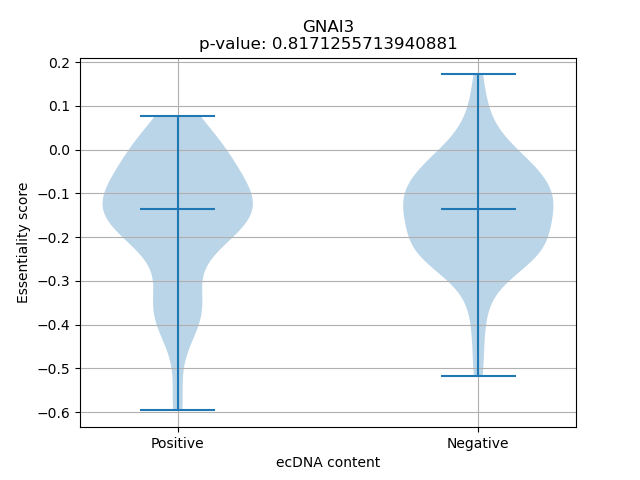 GNAI3
p-value: 0.8171255713940881
0.2
0.1
0.0
−0.1
−0.2
−0.3
−0.4
−0.5
−0.6
Essentiality score
Positive
Negative
ecDNA content